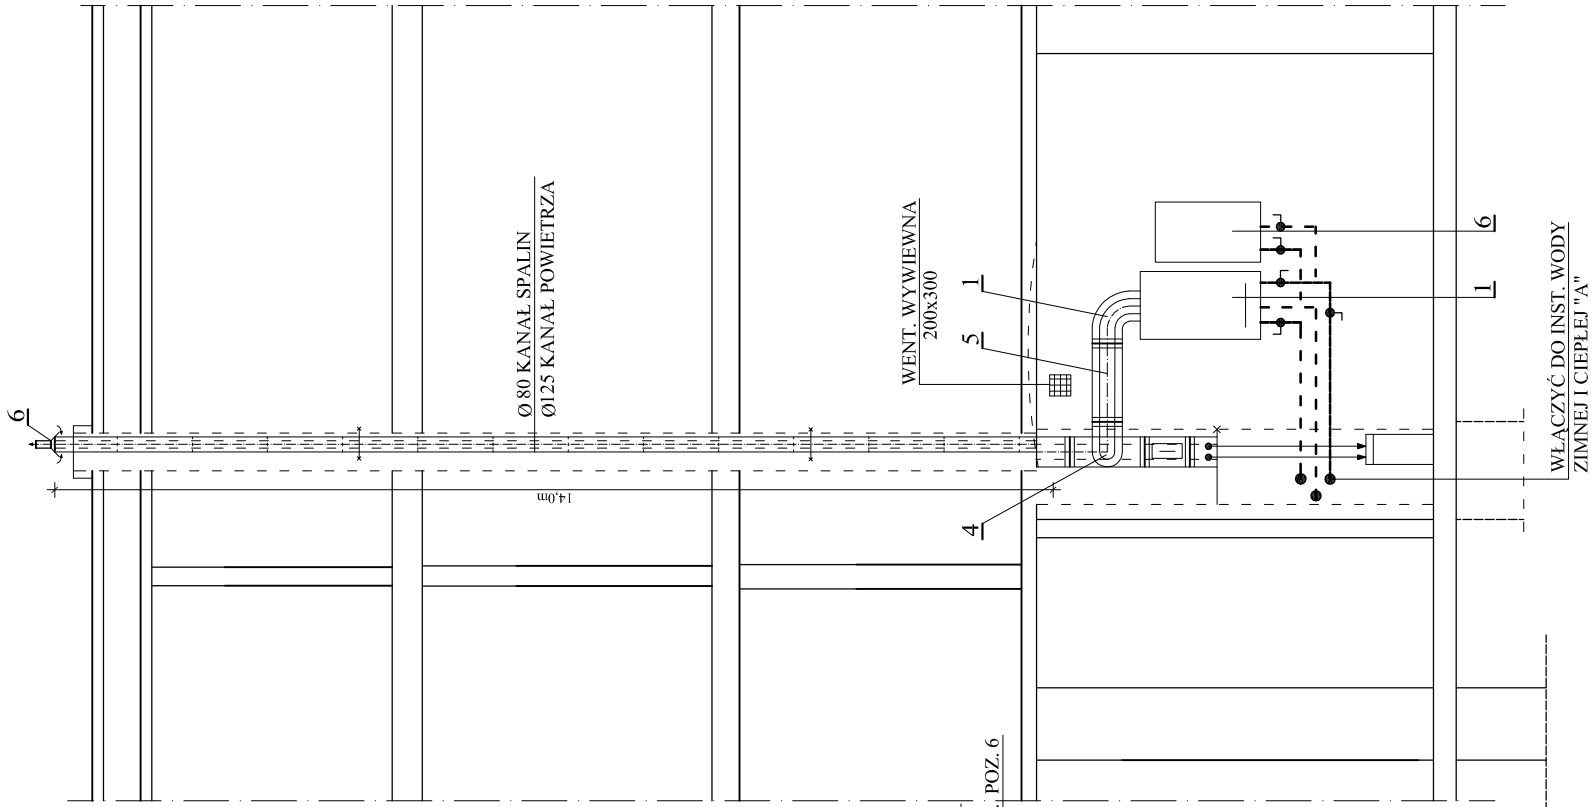 6
Ø 80 KANAŁ SPALIN
Ø125 KANAŁ POWIETRZA
14,0m
WENT. WYWIEWNA
200x300
1
5
4
6
1
POZ. 6
WŁĄCZYĆ DO INST. WODY
ZIMNEJ I CIEPŁEJ "A"